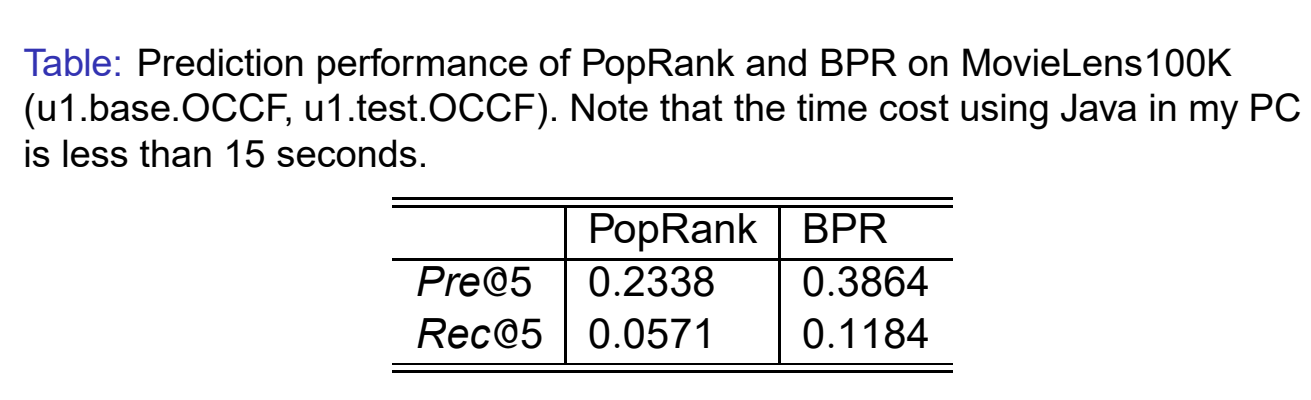 Table: Prediction performance of PopRank and BPR on MovieLens100K
(u1.base.OCCF, u1.test.OCCF). Note that the time cost using Java in my PC
is less than 15 seconds.
PopRank BPR
Pre@5 0.2338 0.3864
Rec@5 0.0571 0.1184